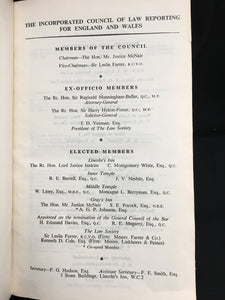 THE INCORPORATED COUNCIL OF LAW REPORTING
FOR ENGLAND AND WALES
MEMBERS OF THE COUNCIL
Chairman—The Hon. Mr. Justice McNair
Vice-Chairman—Sir Leslie Farrer, K.C.V.O.
EX-OFFICIO MEMBERS
The Rt. Hon. Sir Reginald Manningham-Buller, Q.C., M.P.
Attorney-General
The Rt. Hon. Sir Harry Hylton-Foster, Q.C., M.P.
Solicitor-General
I. D. Yeaman, Esq.
President of The Law Society
ELECTED MEMBERS
Lincoln's Inn
The Rt. Hon. Lord Justice Jenkins C. Montgomery White, Esq., Q.C.
Inner Temple
R. E. Burrell, Esq., Q.C. J. V. Nesbitt, Esq.
Middle Temple
W. Latey, Esq., M.B.E., Q.C. Montague L. Berryman, Esq., Q.C.
Gray's Inn
The Hon. Mr. Justice McNair S. E. Pocock, Esq., O.B.E.
*A. G. P. Johnson, Esq.
Appointed on the nomination of the General Council of the Bar
H. Edmund Davies, Esq., Q.C. R. E. Megarry, Esq., Q.C.
The Law Society
Sir Leslie Farrer, K.C.V.O. (Firm: Messrs. Farrer & Co.)
Kenneth D. Cole, Esq. (Firm: Messrs. Linklaters & Paines)
* Co-opted Member
Secretary—F. O. Hudson, Esq. Assistant Secretary—F. E. Smith, Esq.
3 Stone Buildings, Lincoln's Inn, W.C.2